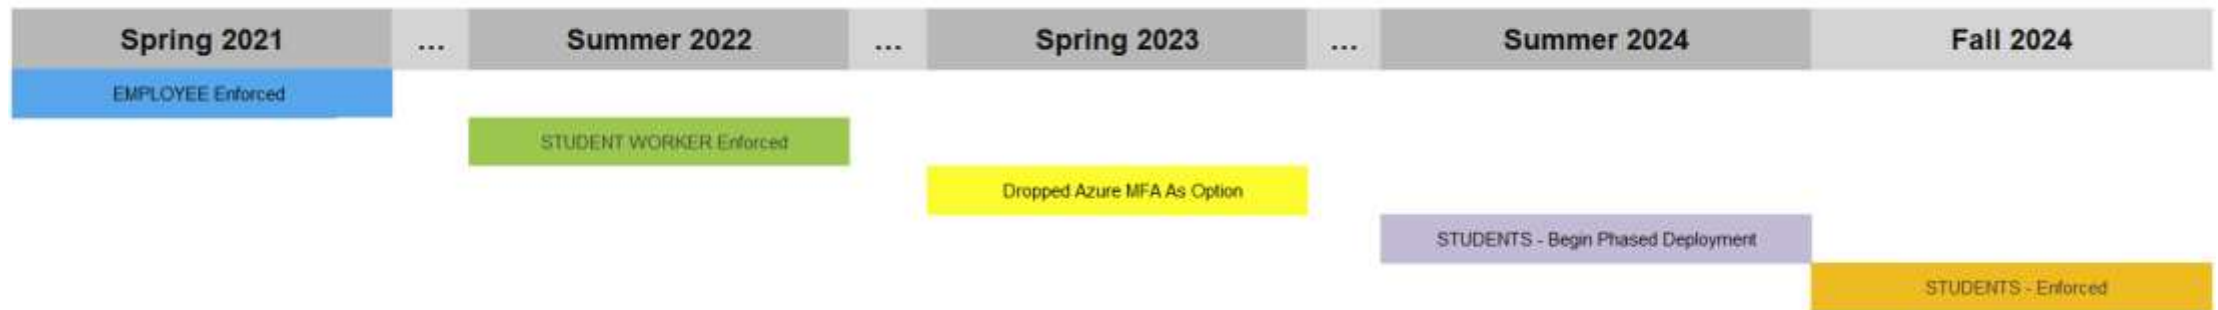 Spring 2021 ... Summer 2022 ... Spring 2023 ... Summer 2024 Fall 2024
EMPLOYEE Enforced
STUDENT WORKER Enforced
Dropped Azure MFA As Option
STUDENTS - Begin Phased Deployment
STUDENTS - Enforced